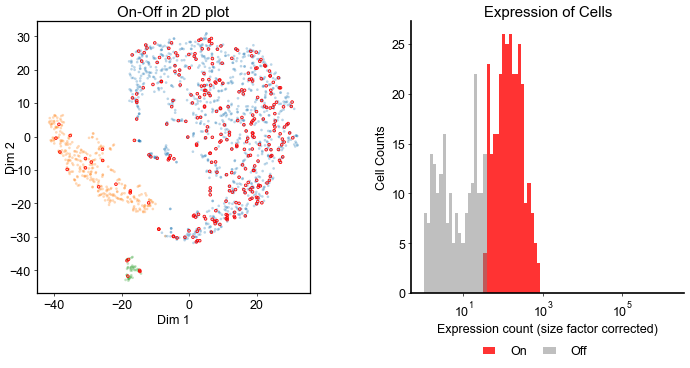 On-Off in 2D plot
Dim 2
30
20
10
0
−10
−20
−30
−40
−40
−20
0
20
Dim 1
Expression of Cells
Cell Counts
25
20
15
10
5
0
10¹
10³
10⁵
Expression count (size factor corrected)
On
Off